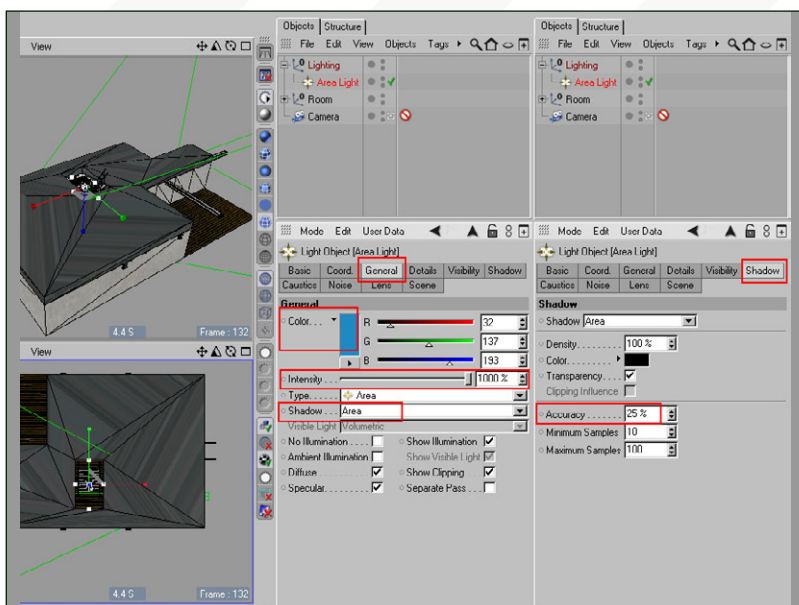 View
4.4 S Frame : 132
View
4.4 S Frame : 132
Objects Structure
File Edit View Objects Tags
Lighting
Area Light
Room
Camera
Mode Edit User Data
Light Object [Area Light]
Basic Coord. General Details Visibility Shadow
Caustics Noise Lens Scene
General
Color. . . R 32
G 137
B 193
Intensity 1000 %
Type. . . . Area
Shadow . . . Area
Visible Light Volumetric
No Illumination . . . . Show Illumination
Ambient Illumination Show Visible Light
Diffuse . . . . . . . . . . Show Clipping
Specular. . . . . . . . . Separate Pass . . .
Objects Structure
File Edit View Objects Tags
Lighting
Area Light
Room
Camera
Mode Edit User Data
Light Object [Area Light]
Basic Coord. General Details Visibility Shadow
Caustics Noise Lens Scene
Shadow
Shadow Area
Density. . . . . . . . . 100 %
Color. . . . . . . . .
Transparency. . . .
Clipping Influence
Accuracy . . . . . . . 25 %
Minimum Samples 10
Maximum Samples 100